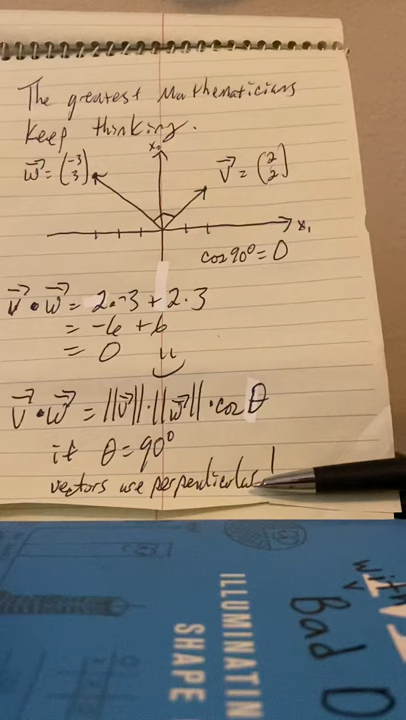 The greatest Mathematicians
keep thinking.
x₂
w⃗ = (-3 3)
v⃗ = (2 2)
x₁
cos 90° = 0
v⃗ • w⃗ = 2·-3 + 2·3
= -6 + 6
= 0
v⃗ • w⃗ = ||v⃗||·||w⃗||·cos θ
if θ = 90°
vectors are perpendicular!
ILLUMINATIN
SHAPE
with
Bad D